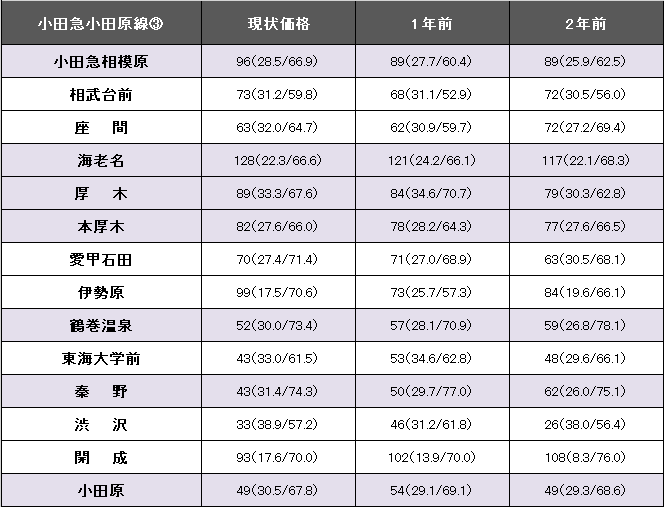 小田急小田原線③ 現状価格 1年前 2年前
小田急相模原 96(28.5/66.9) 89(27.7/60.4) 89(25.9/62.5)
相武台前 73(31.2/59.8) 68(31.1/52.9) 72(30.5/56.0)
座 間 63(32.0/64.7) 62(30.9/59.7) 72(27.2/69.4)
海老名 128(22.3/66.6) 121(24.2/66.1) 117(22.1/68.3)
厚 木 89(33.3/67.6) 84(34.6/70.7) 79(30.3/62.8)
本厚木 82(27.6/66.0) 78(28.2/64.3) 77(27.6/66.5)
愛甲石田 70(27.4/71.4) 71(27.0/68.9) 63(30.5/68.1)
伊勢原 99(17.5/70.6) 73(25.7/57.3) 84(19.6/66.1)
鶴巻温泉 52(30.0/73.4) 57(28.1/70.9) 59(26.8/78.1)
東海大学前 43(33.0/61.5) 53(34.6/62.8) 48(29.6/66.1)
秦 野 43(31.4/74.3) 50(29.7/77.0) 62(26.0/75.1)
渋 沢 33(38.9/57.2) 46(31.2/61.8) 26(38.0/56.4)
開 成 93(17.6/70.0) 102(13.9/70.0) 108(8.3/76.0)
小田原 49(30.5/67.8) 54(29.1/69.1) 49(29.3/68.6)